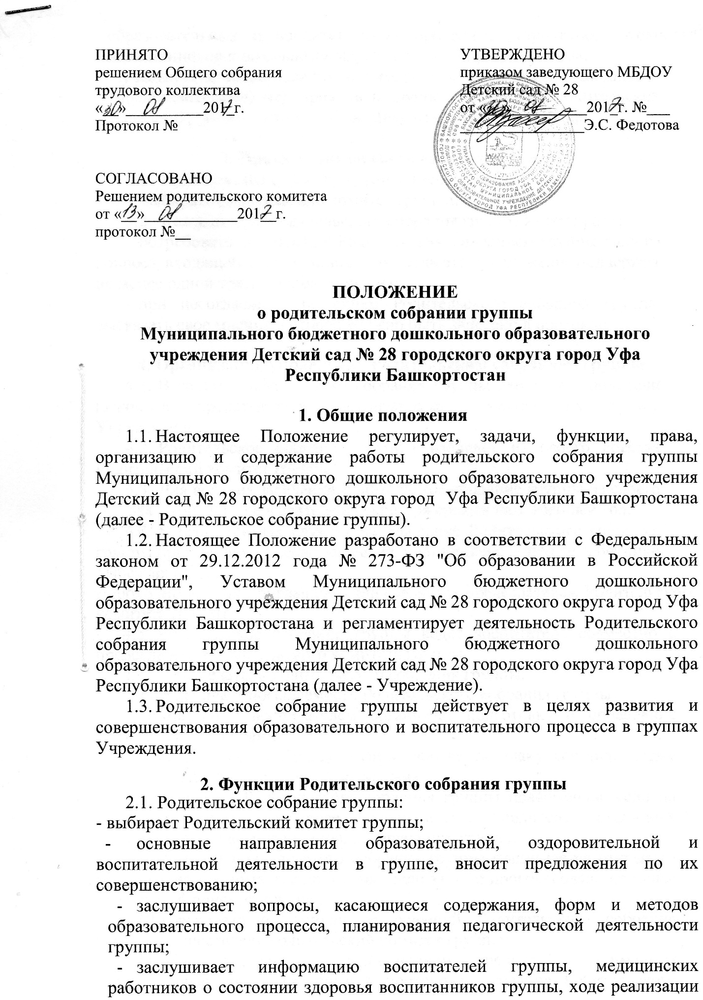 ПРИНЯТО
решением Общего собрания
трудового коллектива
«30» 08 2017 г.
Протокол №
УТВЕРЖДЕНО
приказом заведующего МБДОУ
Детский сад № 28
от «30» 08 2017 г. №___
________________Э.С. Федотова
СОГЛАСОВАНО
Решением родительского комитета
от «13» 08 2017 г.
протокол №__
ПОЛОЖЕНИЕ
о родительском собрании группы
Муниципального бюджетного дошкольного образовательного
учреждения Детский сад № 28 городского округа город Уфа
Республики Башкортостан
1. Общие положения
1.1. Настоящее Положение регулирует, задачи, функции, права,
организацию и содержание работы родительского собрания группы
Муниципального бюджетного дошкольного образовательного учреждения
Детский сад № 28 городского округа город Уфа Республики Башкортостана
(далее - Родительское собрание группы).
1.2. Настоящее Положение разработано в соответствии с Федеральным
законом от 29.12.2012 года № 273-ФЗ "Об образовании в Российской
Федерации", Уставом Муниципального бюджетного дошкольного
образовательного учреждения Детский сад № 28 городского округа город Уфа
Республики Башкортостана и регламентирует деятельность Родительского
собрания группы Муниципального бюджетного дошкольного
образовательного учреждения Детский сад № 28 городского округа город Уфа
Республики Башкортостана (далее - Учреждение).
1.3. Родительское собрание группы действует в целях развития и
совершенствования образовательного и воспитательного процесса в группах
Учреждения.
2. Функции Родительского собрания группы
2.1. Родительское собрание группы:
- выбирает Родительский комитет группы;
- основные направления образовательной, оздоровительной и
воспитательной деятельности в группе, вносит предложения по их
совершенствованию;
- заслушивает вопросы, касающиеся содержания, форм и методов
образовательного процесса, планирования педагогической деятельности
группы;
- заслушивает информацию воспитателей группы, медицинских
работников о состоянии здоровья воспитанников группы, ходе реализации